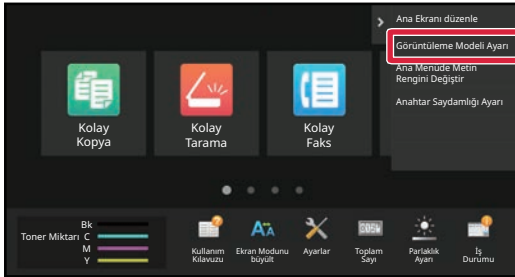 Ana Ekranı düzenle
Görüntüleme Modeli Ayarı
Ana Menüde Metin
Rengini Değiştir
Anahtar Saydamlığı Ayarı
Kolay
Kopya
Kolay
Tarama
Kolay
Faks
Toner Miktarı
Bk
C
M
Y
Kullanım
Kılavuzu
Ekran Modunu
büyült
Ayarlar
Toplam
Sayı
Parlaklık
Ayarı
İş
Durumu